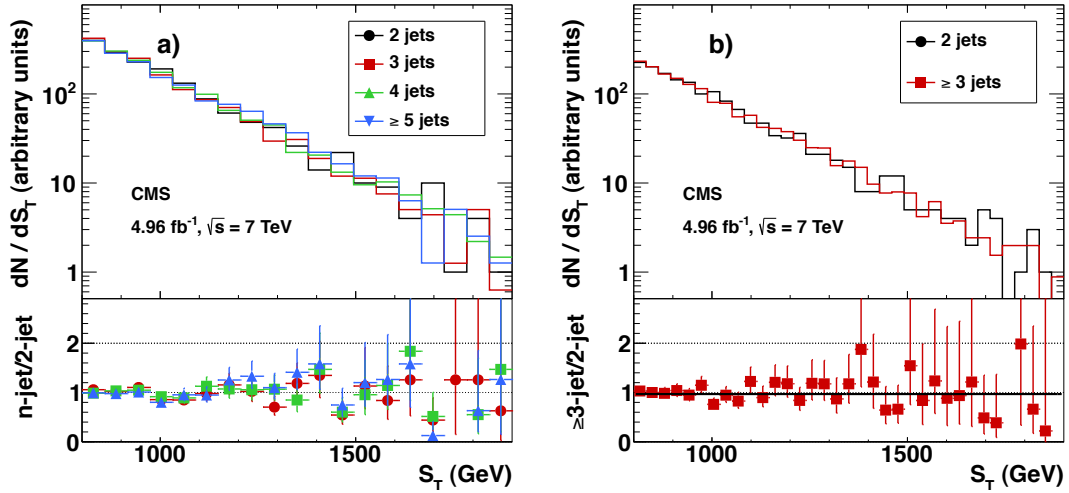 a)
2 jets
3 jets
4 jets
≥ 5 jets
CMS
4.96 fb⁻¹, √s = 7 TeV
dN / dS_T (arbitrary units)
10²
10
1
n-jet/2-jet
2
1
0
1000
1500
S_T (GeV)
b)
2 jets
≥ 3 jets
CMS
4.96 fb⁻¹, √s = 7 TeV
dN / dS_T (arbitrary units)
10²
10
1
≥3-jet/2-jet
2
1
0
1000
1500
S_T (GeV)